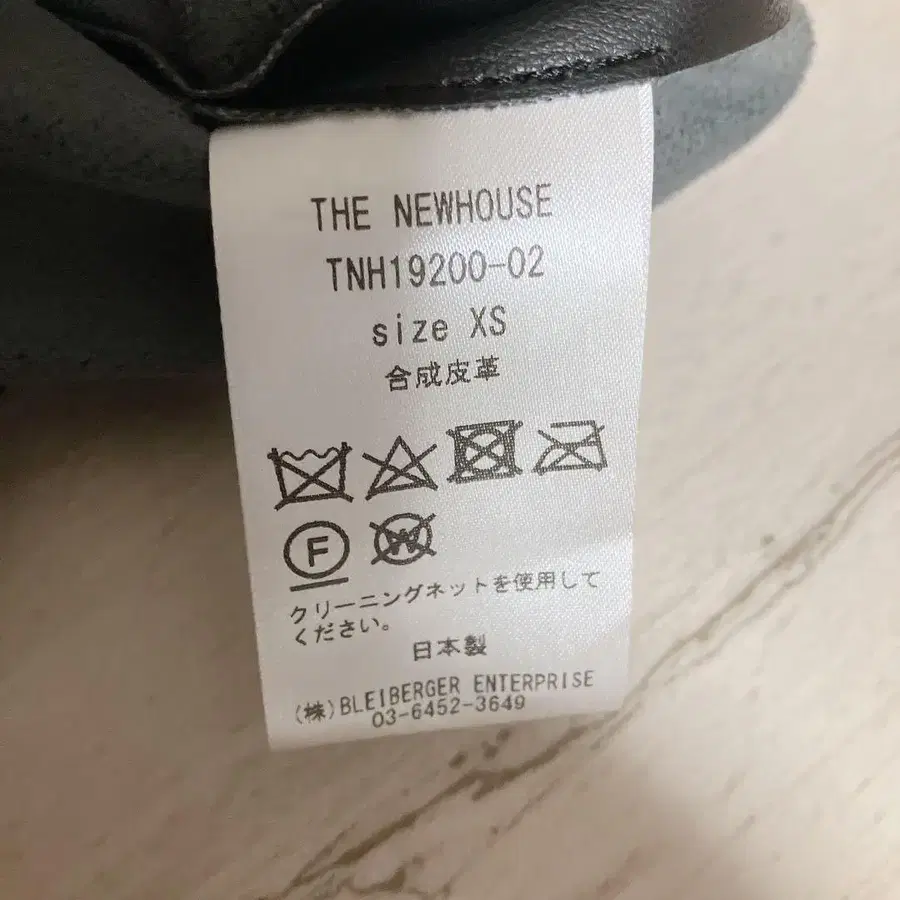 THE NEWHOUSE
TNH19200-02
size XS
合成皮革
F W
クリーニングネットを使用して
ください。
日本製
(株)BLEIBERGER ENTERPRISE
03-6452-3649